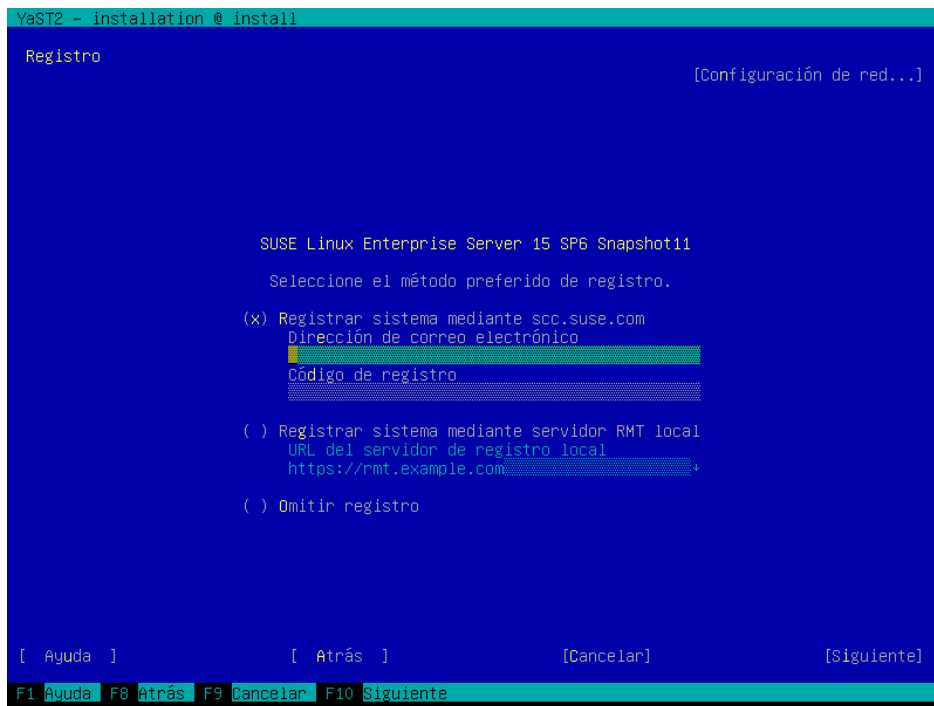 YaST2 - installation @ install
Registro
[Configuración de red...]
SUSE Linux Enterprise Server 15 SP6 Snapshot11
Seleccione el método preferido de registro.
(x) Registrar sistema mediante scc.suse.com
Dirección de correo electrónico
Código de registro
( ) Registrar sistema mediante servidor RMT local
URL del servidor de registro local
https://rmt.example.com
( ) Omitir registro
[ Ayuda ] [ Atrás ] [Cancelar] [Siguiente]
F1 Ayuda F8 Atrás F9 Cancelar F10 Siguiente